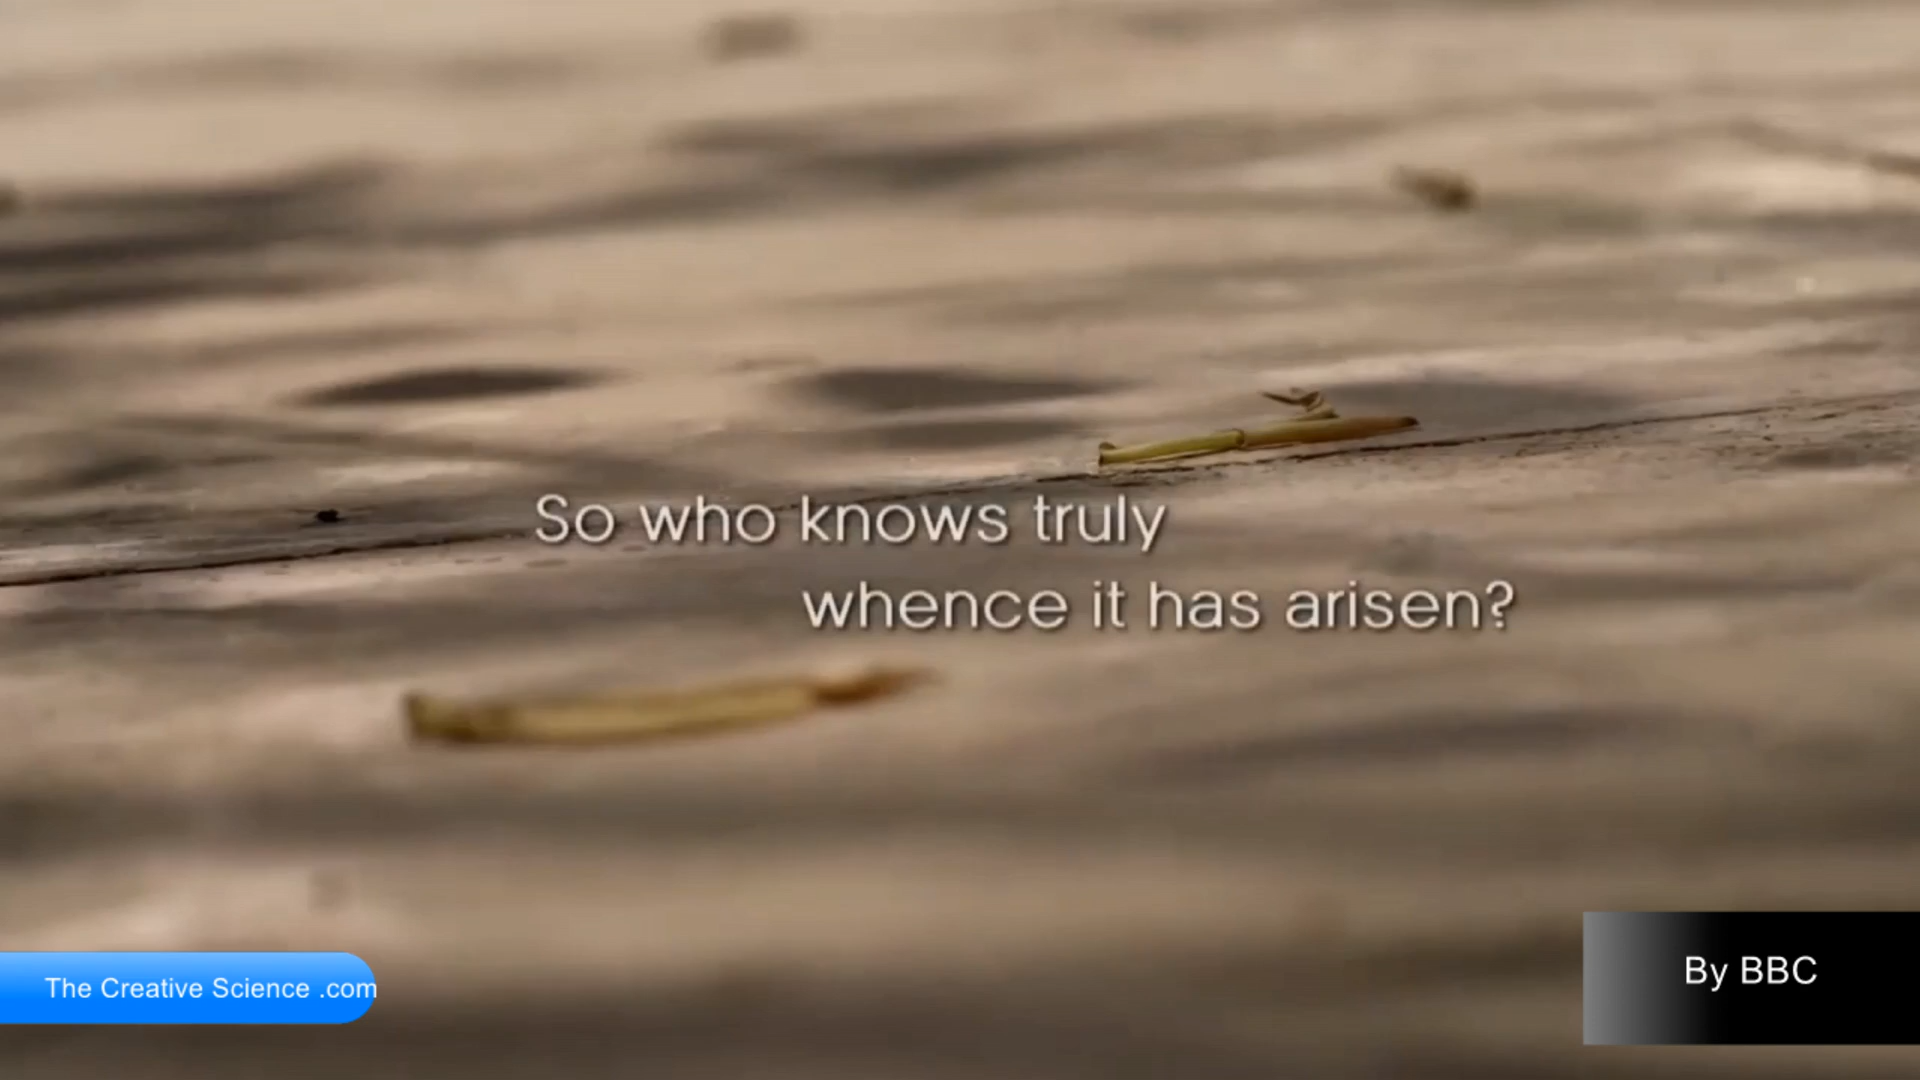 So who knows truly
whence it has arisen?
The Creative Science .com
By BBC